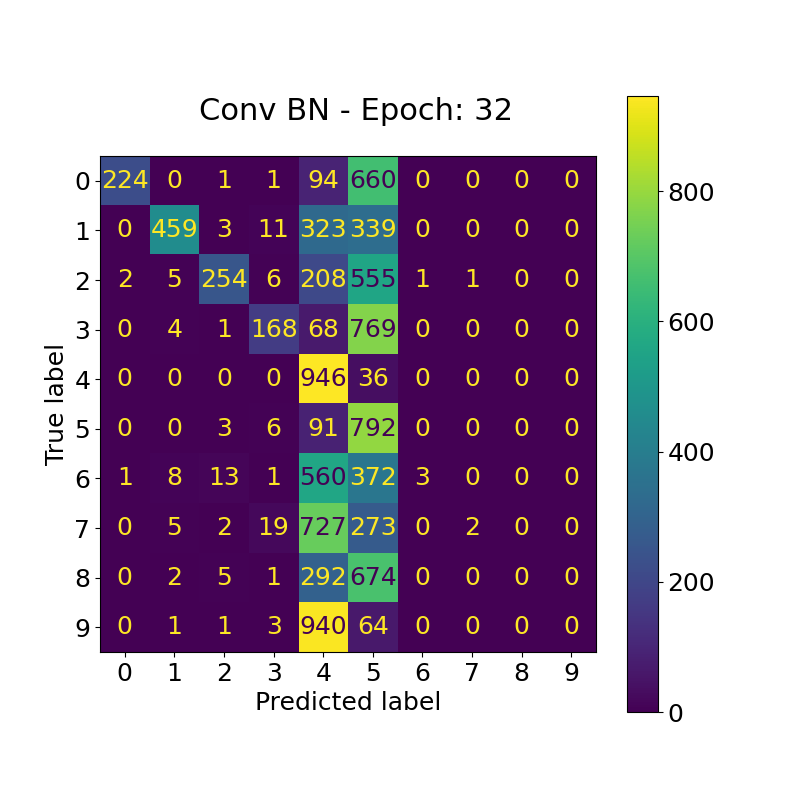 Conv BN - Epoch: 32
0 224 0 1 1 94 660 0 0 0 0
1 0 459 3 11 323 339 0 0 0 0
2 2 5 254 6 208 555 1 1 0 0
3 0 4 1 168 68 769 0 0 0 0
4 0 0 0 0 946 36 0 0 0 0
5 0 0 3 6 91 792 0 0 0 0
6 1 8 13 1 560 372 3 0 0 0
7 0 5 2 19 727 273 0 2 0 0
8 0 2 5 1 292 674 0 0 0 0
9 0 1 1 3 940 64 0 0 0 0
0 1 2 3 4 5 6 7 8 9
Predicted label
True label
800
600
400
200
0